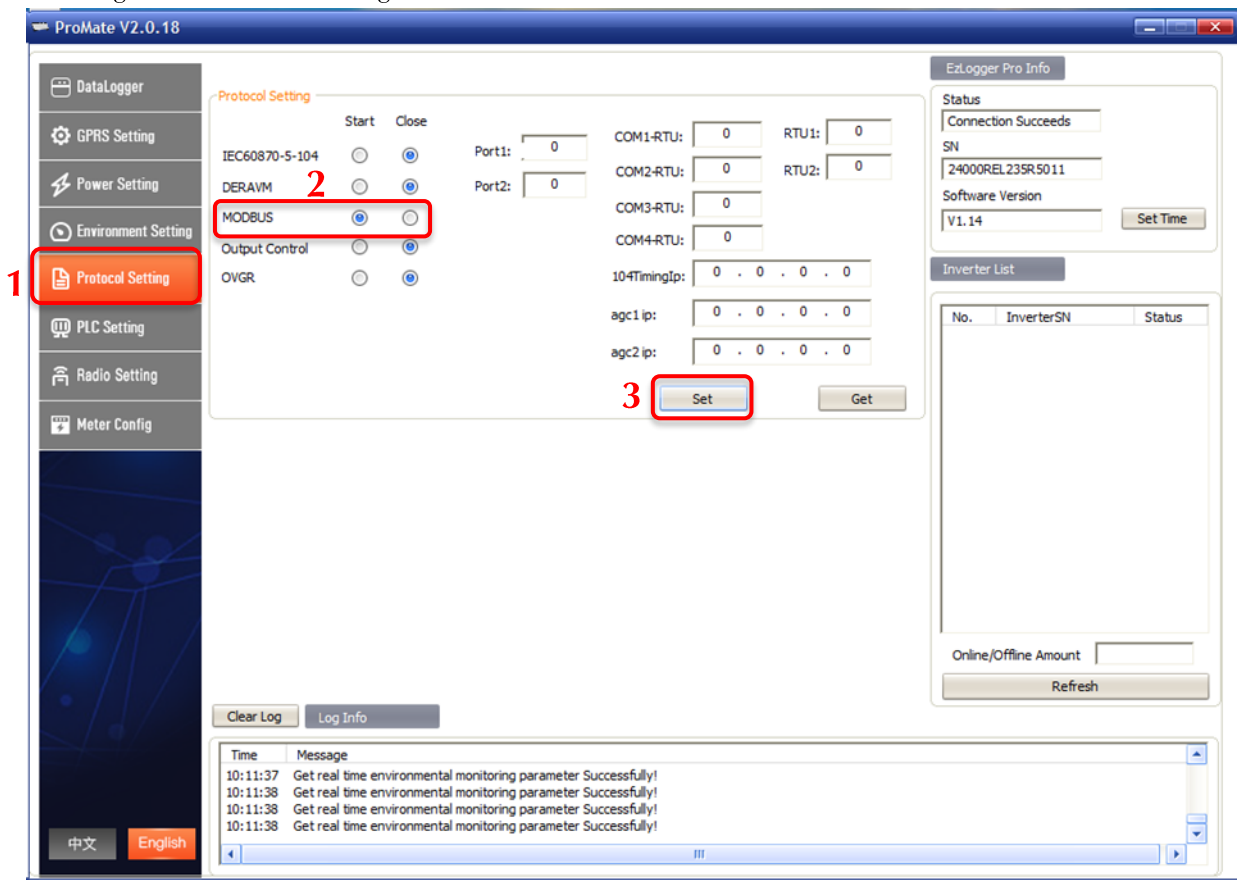 ProMate V2.0.18
DataLogger
GPRS Setting
Power Setting
Environment Setting
1
Protocol Setting
PLC Setting
Radio Setting
Meter Config
中文
English
Protocol Setting
Start Close
IEC60870-5-104
DERAVM
2
MODBUS
Output Control
OVGR
Port1: 0
Port2: 0
COM1-RTU: 0
COM2-RTU: 0
COM3-RTU: 0
COM4-RTU: 0
RTU1: 0
RTU2: 0
104TimingIp: 0 . 0 . 0 . 0
agc1 ip: 0 . 0 . 0 . 0
agc2 ip: 0 . 0 . 0 . 0
3
Set
Get
EzLogger Pro Info
Status
Connection Succeeds
SN
24000REL235R5011
Software Version
V1.14
Set Time
Inverter List
No. InverterSN Status
Online/Offline Amount
Refresh
Clear Log
Log Info
Time Message
10:11:37 Get real time environmental monitoring parameter Successfully!
10:11:38 Get real time environmental monitoring parameter Successfully!
10:11:38 Get real time environmental monitoring parameter Successfully!
10:11:38 Get real time environmental monitoring parameter Successfully!